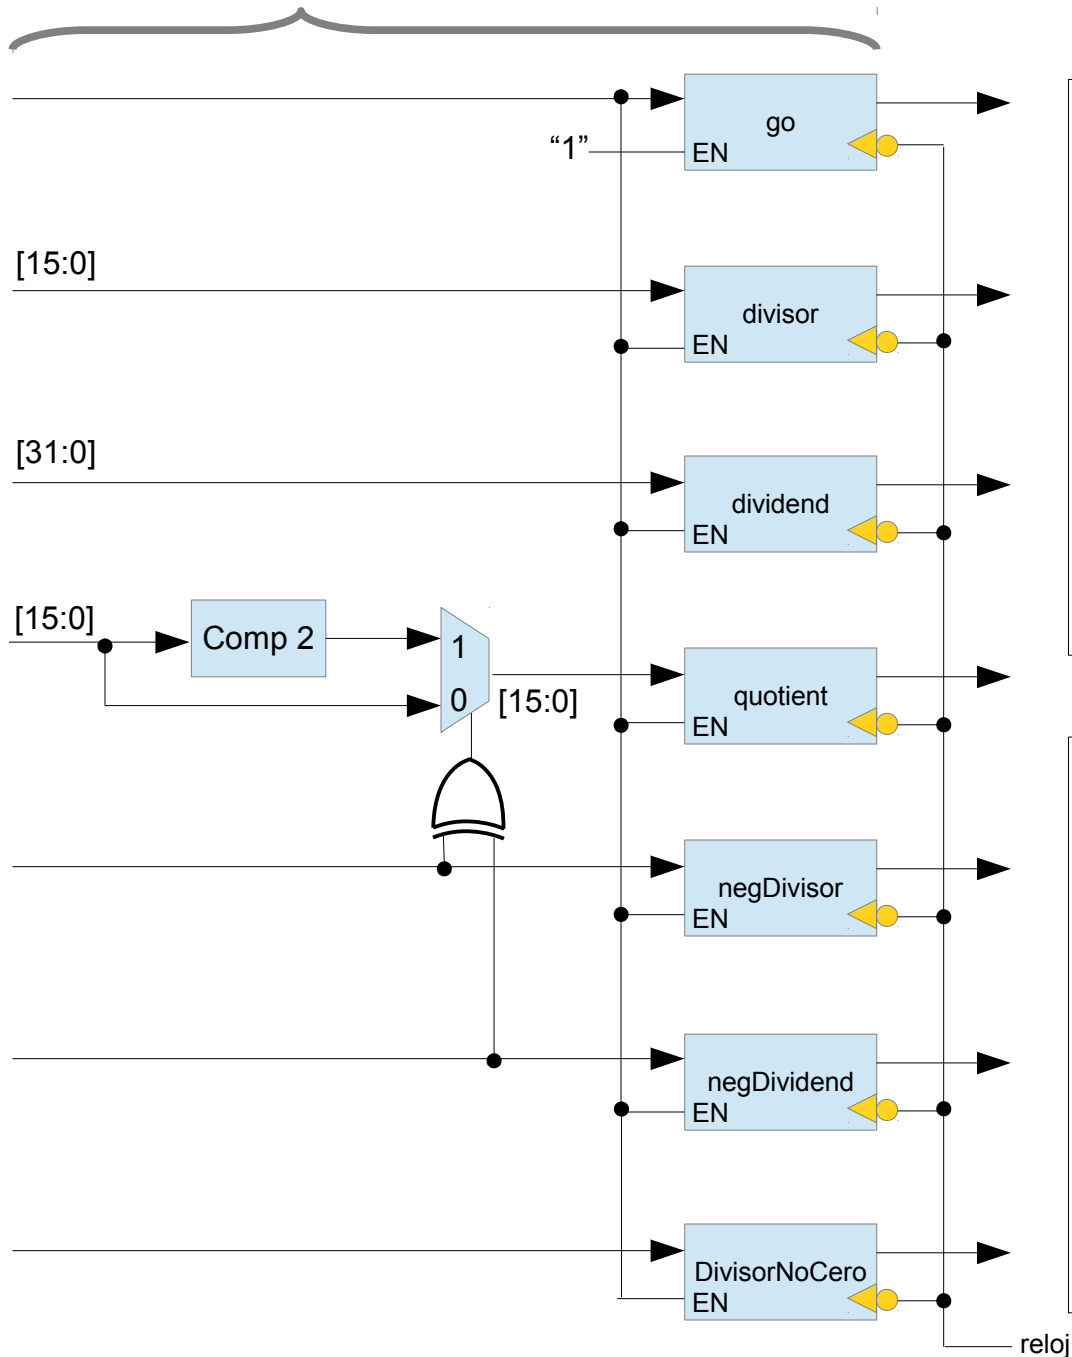 go
“1”
EN
[15:0]
divisor
EN
[31:0]
dividend
EN
[15:0]
Comp 2
1
0
[15:0]
quotient
EN
negDivisor
EN
negDividend
EN
DivisorNoCero
EN
reloj